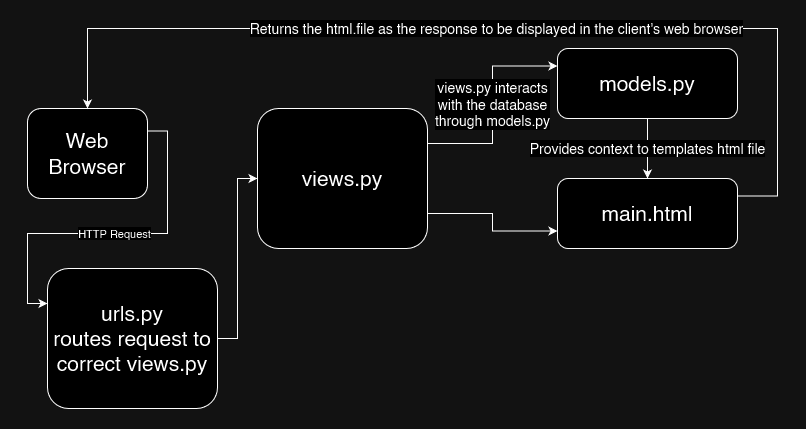 Returns the html.file as the response to be displayed in the client's web browser
views.py interacts
with the database
through models.py
models.py
Web
Browser
Provides context to templates html file
views.py
main.html
HTTP Request
urls.py
routes request to
correct views.py